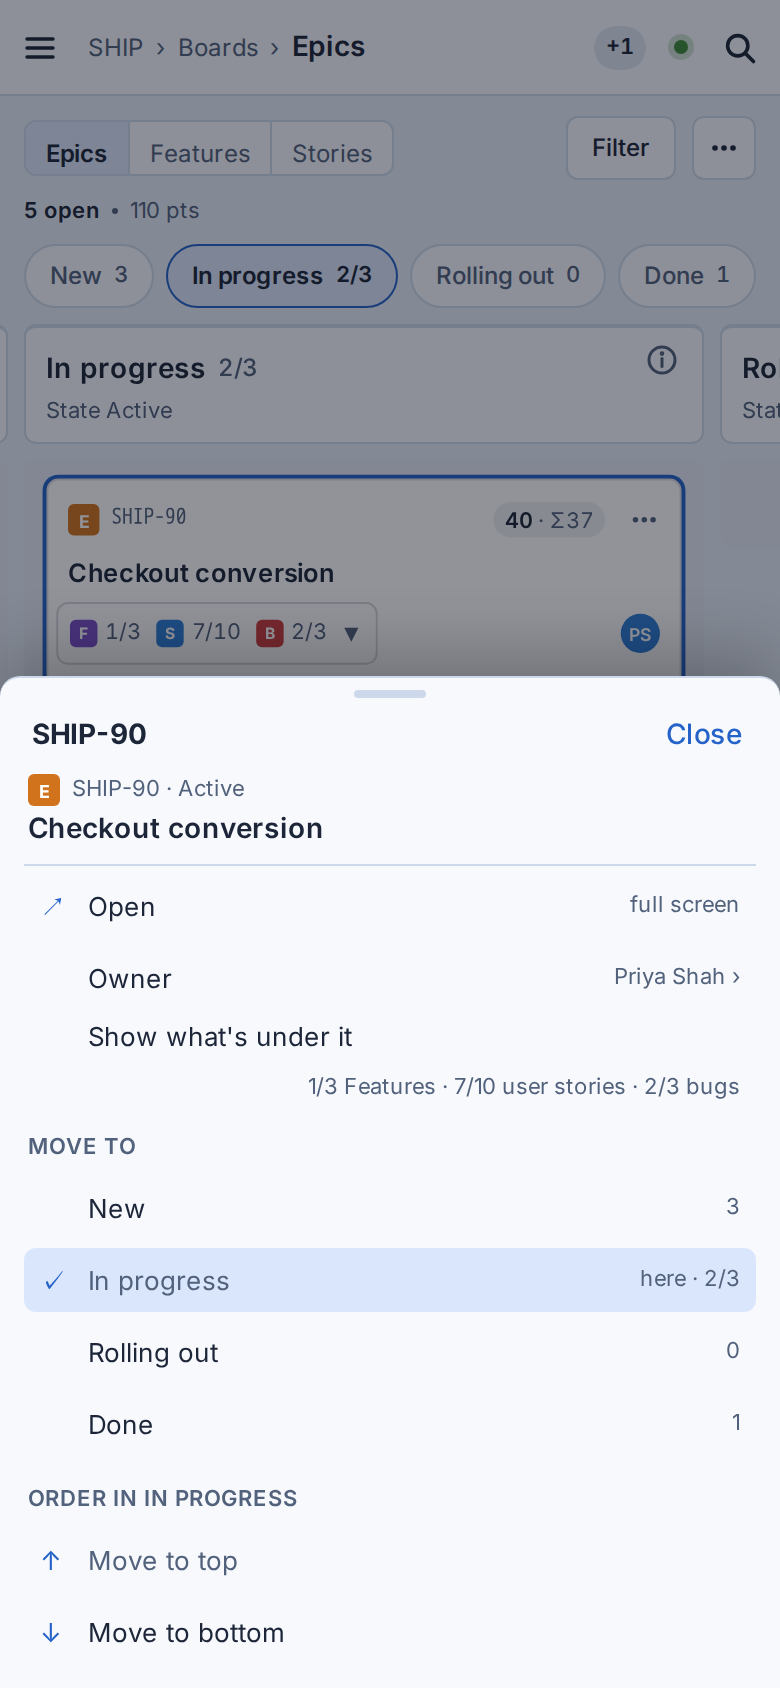 SHIP › Boards › Epics +1
Epics Features Stories Filter •••
5 open • 110 pts
New 3 In progress 2/3 Rolling out 0 Done 1
In progress 2/3
State Active
Ro
Stat
E SHIP-90 40 · Σ37 •••
Checkout conversion
F 1/3 S 7/10 B 2/3 ▼ PS
SHIP-90 Close
E SHIP-90 · Active
Checkout conversion
↗ Open full screen
Owner Priya Shah ›
Show what's under it
1/3 Features · 7/10 user stories · 2/3 bugs
MOVE TO
New 3
✓ In progress here · 2/3
Rolling out 0
Done 1
ORDER IN IN PROGRESS
↑ Move to top
↓ Move to bottom